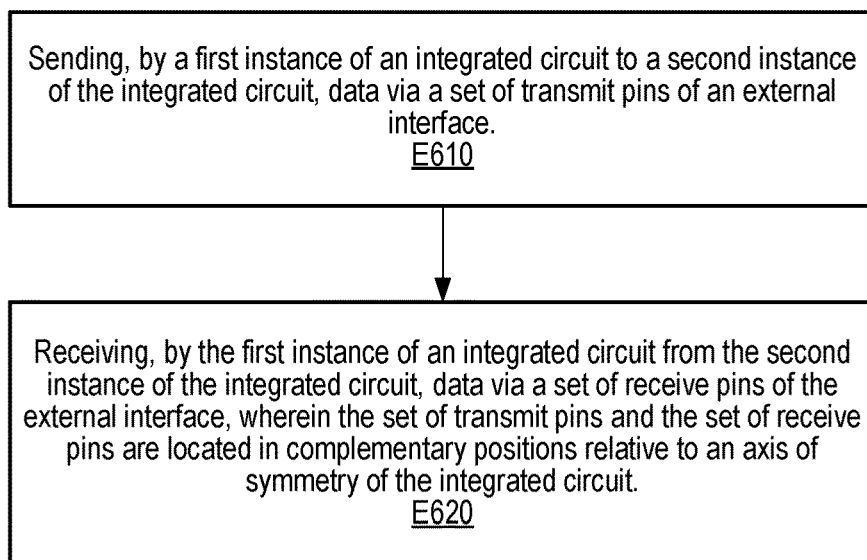 Sending, by a first instance of an integrated circuit to a second instance
of the integrated circuit, data via a set of transmit pins of an external
interface.
E610
Receiving, by the first instance of an integrated circuit from the second
instance of the integrated circuit, data via a set of receive pins of the
external interface, wherein the set of transmit pins and the set of receive
pins are located in complementary positions relative to an axis of
symmetry of the integrated circuit.
E620